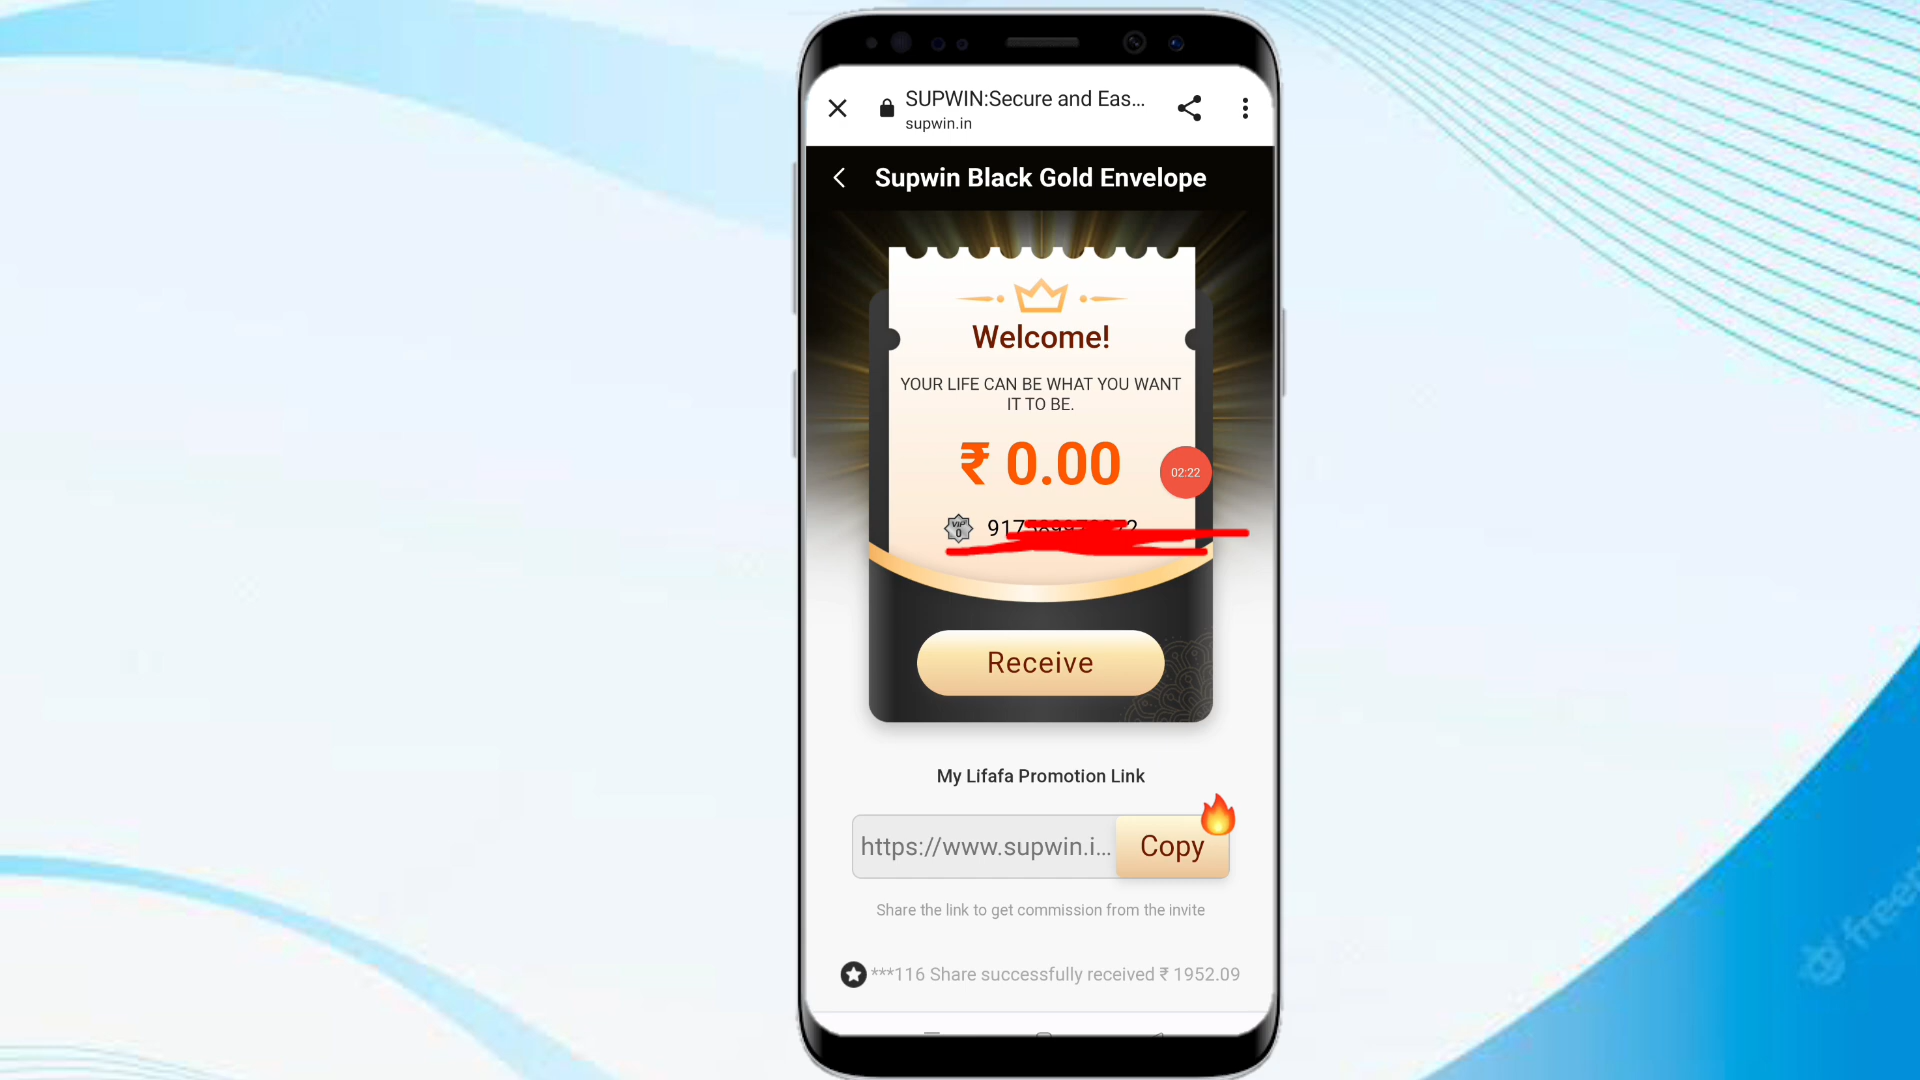 SUPWIN:Secure and Eas...
supwin.in
Supwin Black Gold Envelope
Welcome!
YOUR LIFE CAN BE WHAT YOU WANT
IT TO BE.
₹ 0.00
02:22
VIP
0
My Lifafa Promotion Link
Receive
https://www.supwin.i...
Copy
Share the link to get commission from the invite
***116 Share successfully received ₹ 1952.09